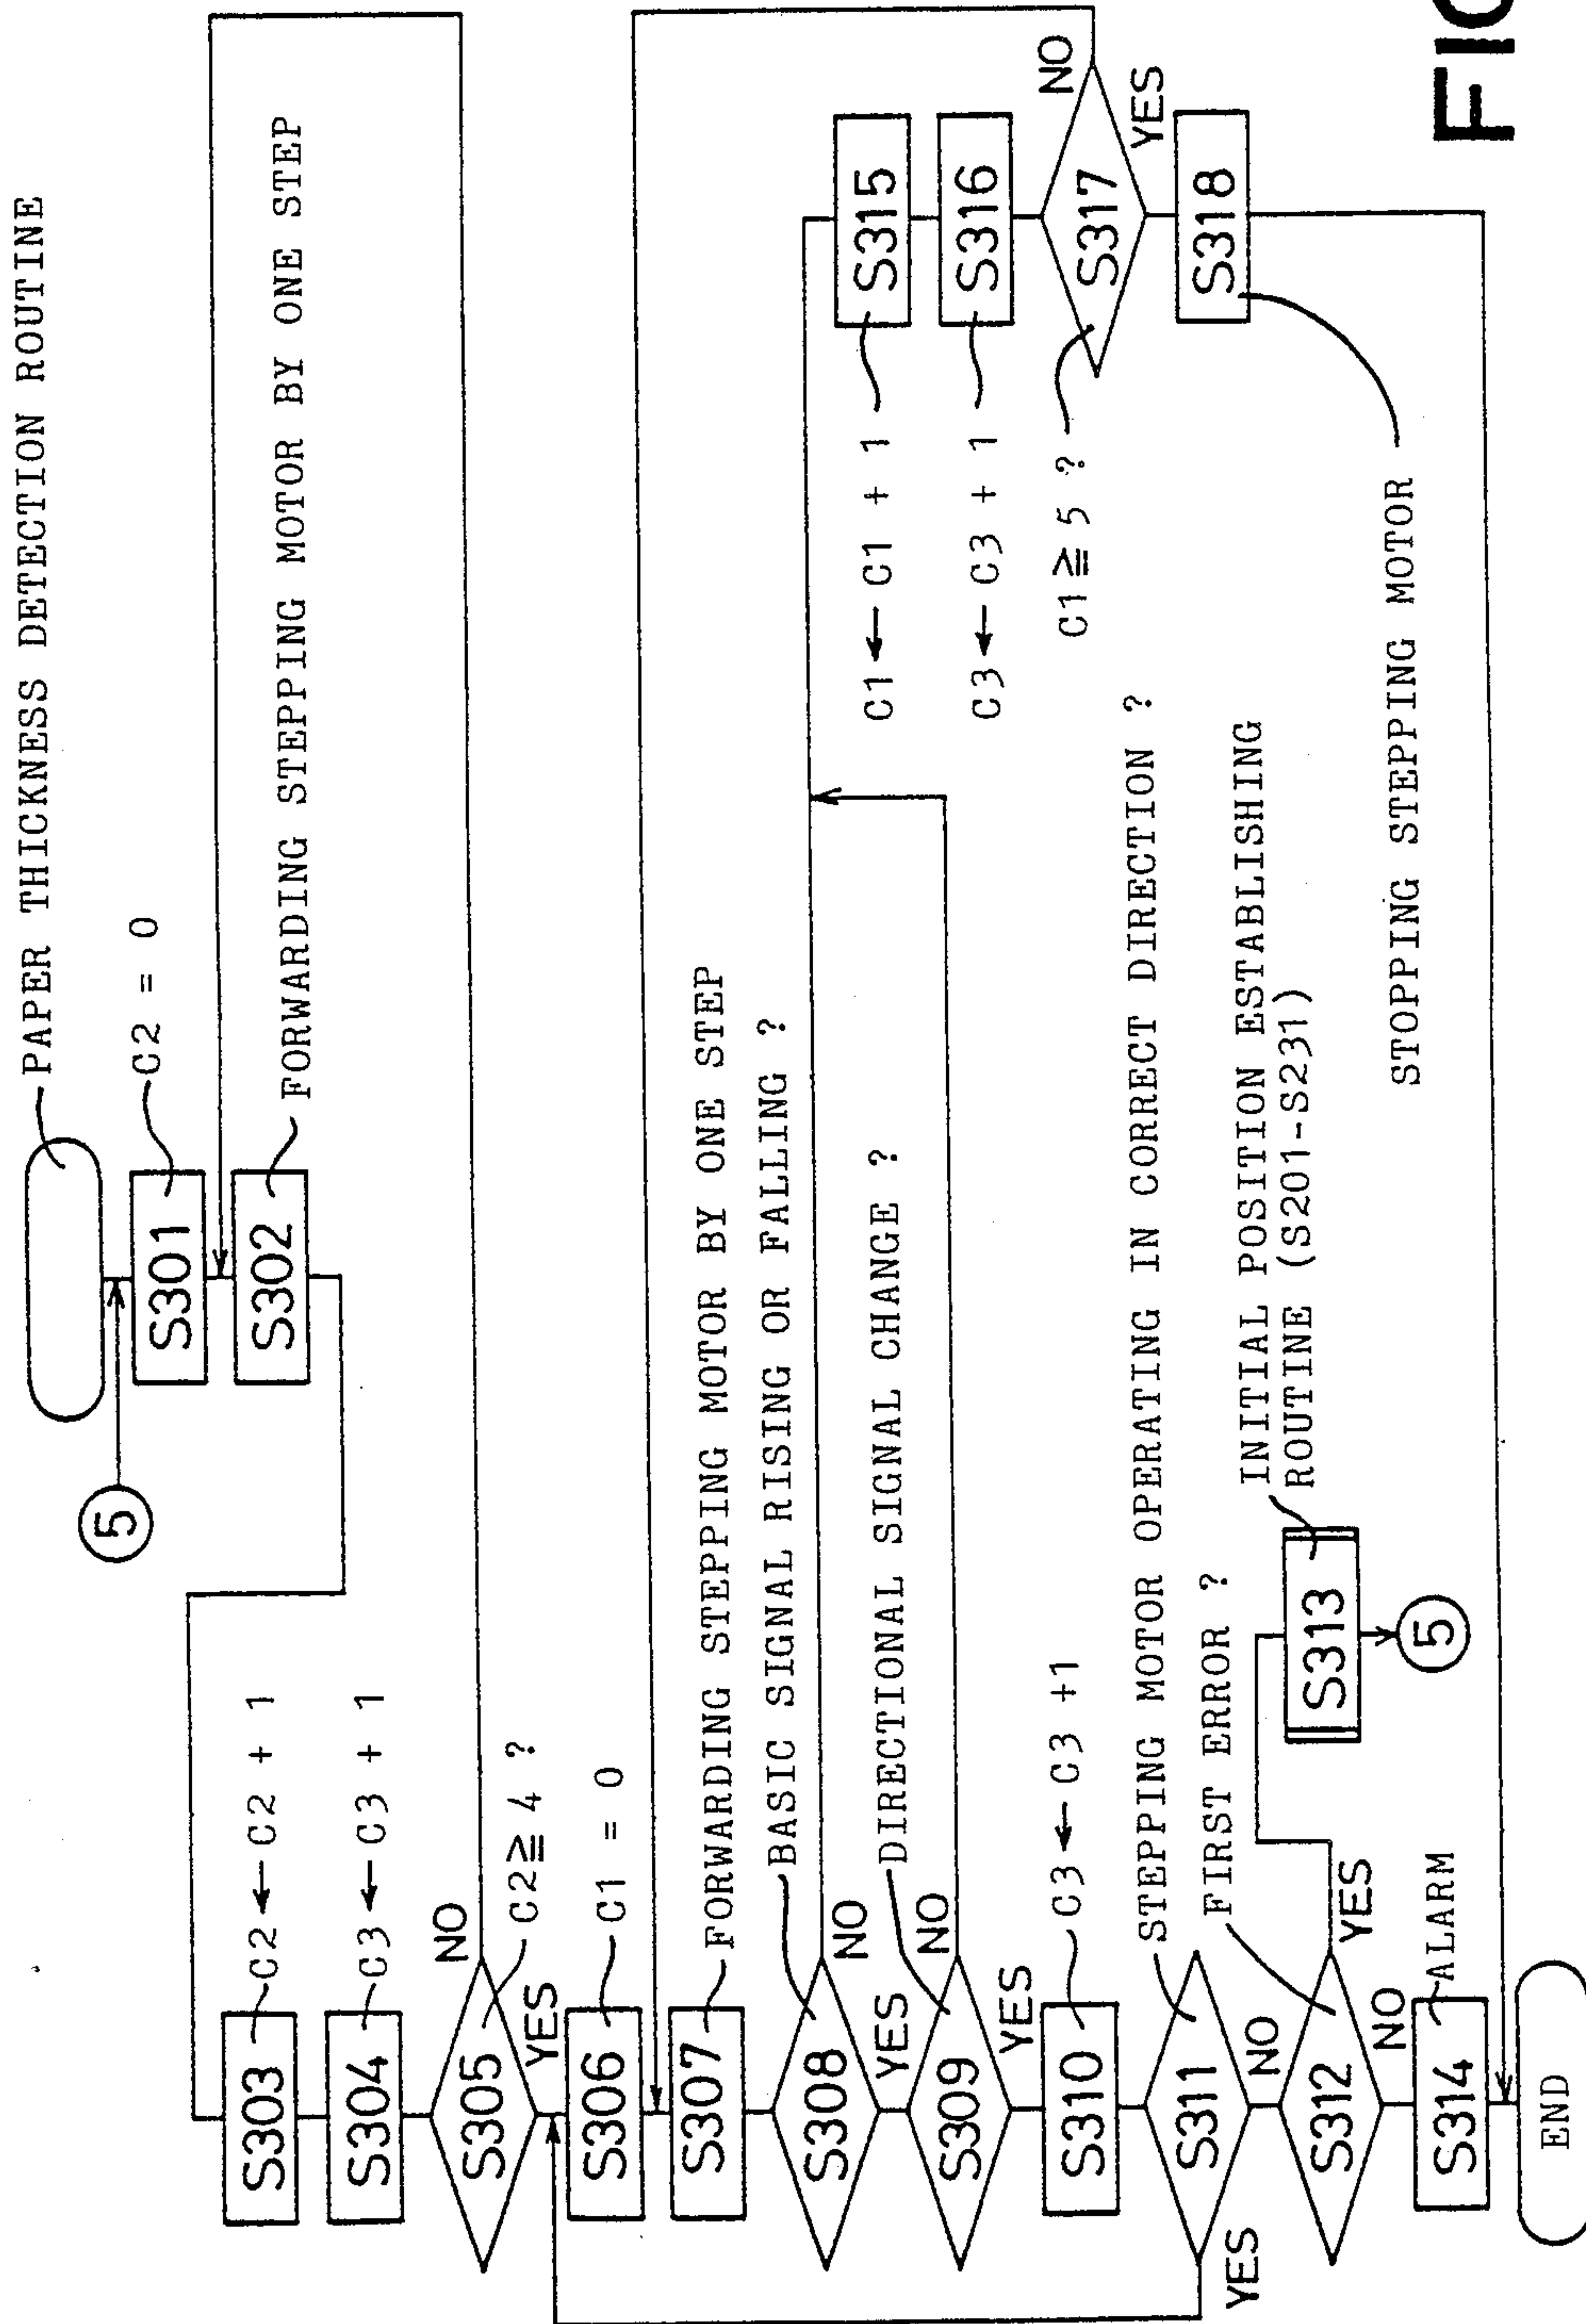 PAPER THICKNESS DETECTION ROUTINE
5
S301
C2 = 0
S302
FORWARDING STEPPING MOTOR BY ONE STEP
S303
C2 ← C2 + 1
S304
C3 ← C3 + 1
S305
C2 ≧ 4 ?
NO
YES
S306
C1 = 0
S307
FORWARDING STEPPING MOTOR BY ONE STEP
S308
BASIC SIGNAL RISING OR FALLING ?
NO
YES
S309
DIRECTIONAL SIGNAL CHANGE ?
NO
YES
S310
C3 ← C3 +1
S311
STEPPING MOTOR OPERATING IN CORRECT DIRECTION ?
YES
NO
S312
FIRST ERROR ?
YES
NO
S313
INITIAL POSITION ESTABLISHING
ROUTINE (S201-S231)
5
S314
ALARM
END
S315
C1 ← C1 + 1
S316
C3 ← C3 + 1
S317
C1 ≧ 5 ?
NO
YES
S318
STOPPING STEPPING MOTOR